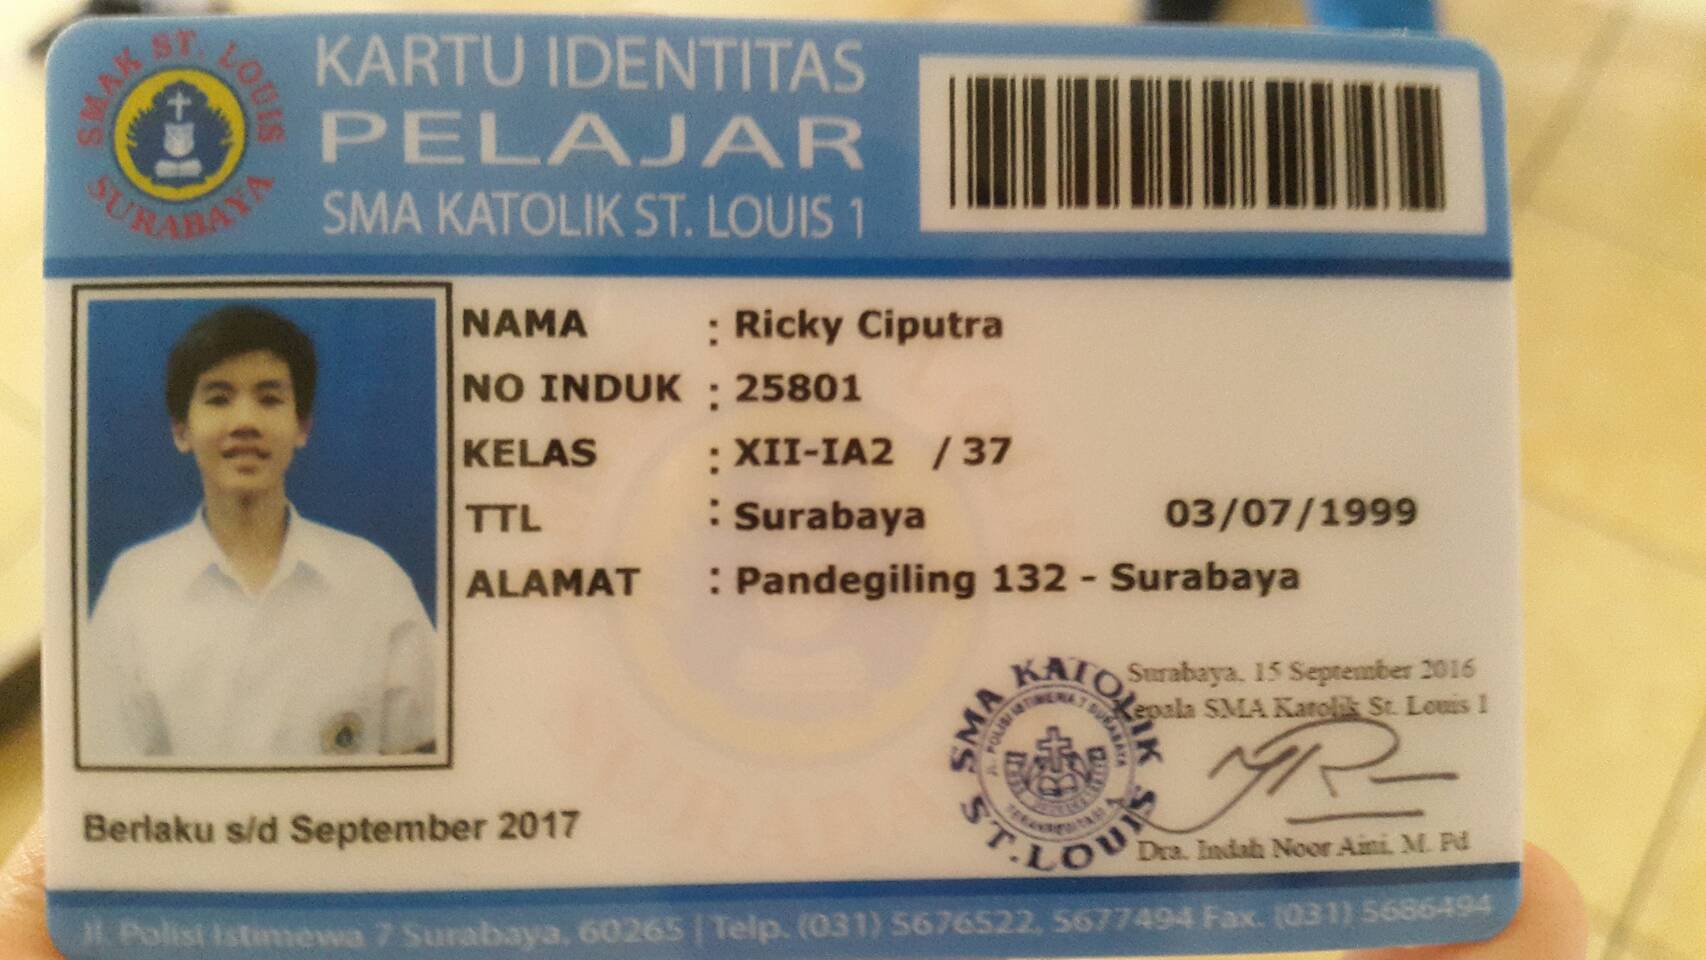 SMAK ST. LOUIS
SURABAYA
KARTU IDENTITAS
PELAJAR
SMA KATOLIK ST. LOUIS 1
NAMA : Ricky Ciputra
NO INDUK : 25801
KELAS : XII-IA2 / 37
TTL : Surabaya 03/07/1999
ALAMAT : Pandegiling 132 - Surabaya
Surabaya, 15 September 2016
Kepala SMA Katolik St. Louis 1
SMA KATOLIK
JL. POLISI ISTIMEWA 7 SURABAYA
ST. LOUIS
Dra. Indah Noor Aini, M. Pd
Berlaku s/d September 2017
Jl. Polisi Istimewa 7 Surabaya, 60265 | Telp. (031) 5676522, 5677494 Fax. (031) 5686494